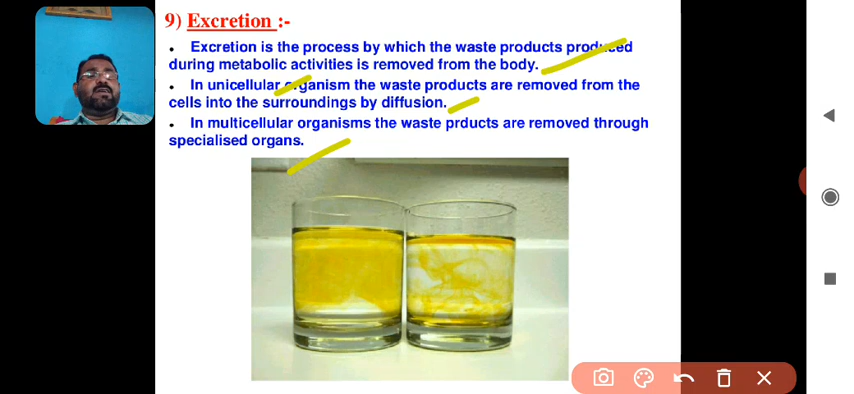 9) Excretion :-
• Excretion is the process by which the waste products produced
during metabolic activities is removed from the body.
• In unicellular organism the waste products are removed from the
cells into the surroundings by diffusion.
• In multicellular organisms the waste prducts are removed through
specialised organs.